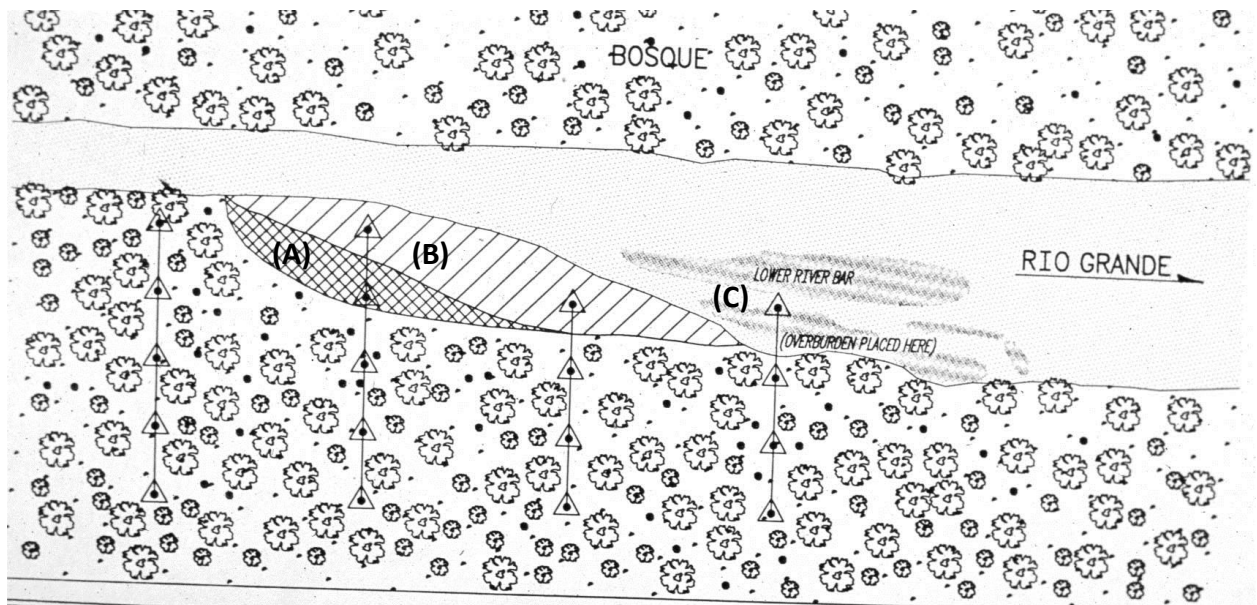 BOSQUE
(A)
(B)
(C)
LOWER RIVER BAR
RIO GRANDE
(OVERBURDEN PLACED HERE)